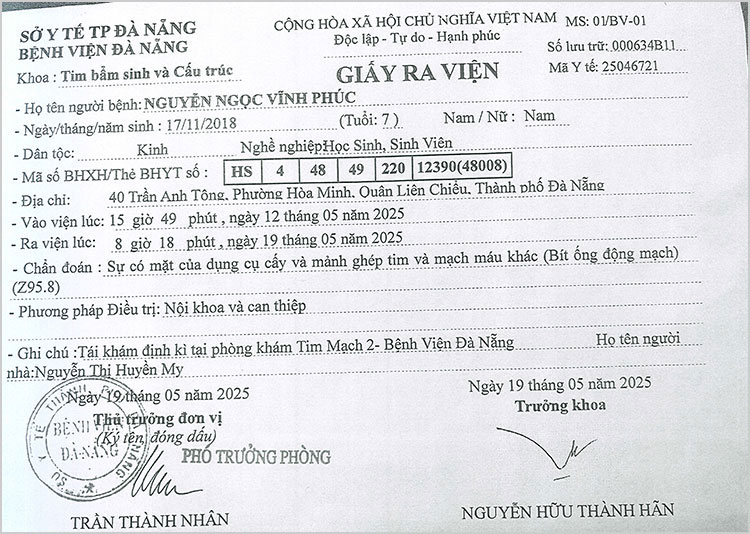 SỞ Y TẾ TP ĐÀ NẴNG
BỆNH VIỆN ĐÀ NẴNG
Khoa : Tim bẩm sinh và Cấu trúc
CỘNG HÒA XÃ HỘI CHỦ NGHĨA VIỆT NAM
Độc lập - Tự do - Hạnh phúc
MS: 01/BV-01
Số lưu trữ: 000634B11
Mã Y tế: 25046721
GIẤY RA VIỆN
- Họ tên người bệnh: NGUYỄN NGỌC VĨNH PHÚC
- Ngày/tháng/năm sinh : 17/11/2018 (Tuổi: 7 ) Nam / Nữ : Nam
- Dân tộc: Kinh Nghề nghiệp:Học Sinh, Sinh Viên
- Mã số BHXH/Thẻ BHYT số : HS 4 48 49 220 12390(48008)
- Địa chỉ: 40 Trần Anh Tông, Phường Hòa Minh, Quận Liên Chiểu, Thành phố Đà Nẵng
- Vào viện lúc: 15 giờ 49 phút , ngày 12 tháng 05 năm 2025
- Ra viện lúc: 8 giờ 18 phút , ngày 19 tháng 05 năm 2025
- Chẩn đoán : Sự có mặt của dụng cụ cấy và mảnh ghép tim và mạch máu khác (Bít ống động mạch)
(Z95.8)
- Phương pháp Điều trị: Nội khoa và can thiệp
- Ghi chú :Tái khám định kì tại phòng khám Tim Mạch 2- Bệnh Viện Đà Nẵng Họ tên người
nhà:Nguyễn Thị Huyền My
Ngày 19 tháng 05 năm 2025
Thủ trưởng đơn vị
(Ký tên, đóng dấu)
PHÓ TRƯỞNG PHÒNG
SỞ Y TẾ THÀNH PHỐ ĐÀ NẴNG
BỆNH VIỆN
ĐÀ-NẴNG
TRẦN THÀNH NHÂN
Ngày 19 tháng 05 năm 2025
Trưởng khoa
NGUYỄN HỮU THÀNH HÃN